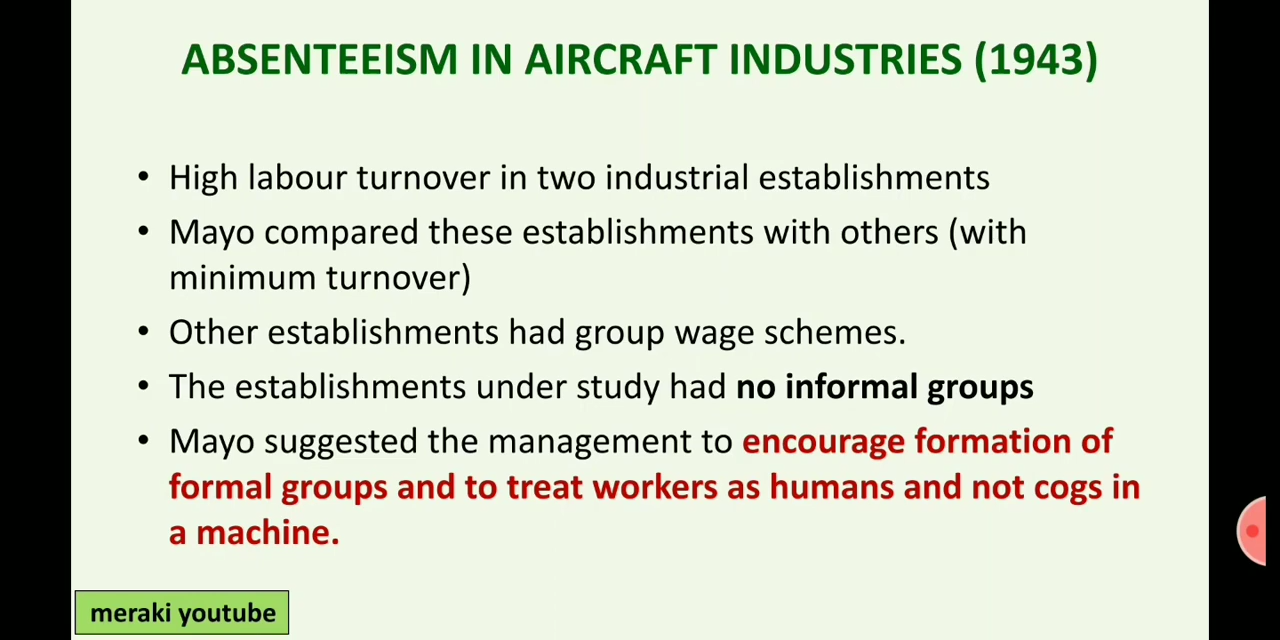 ABSENTEEISM IN AIRCRAFT INDUSTRIES (1943)
• High labour turnover in two industrial establishments
• Mayo compared these establishments with others (with
minimum turnover)
• Other establishments had group wage schemes.
• The establishments under study had no informal groups
• Mayo suggested the management to encourage formation of
formal groups and to treat workers as humans and not cogs in
a machine.
meraki youtube